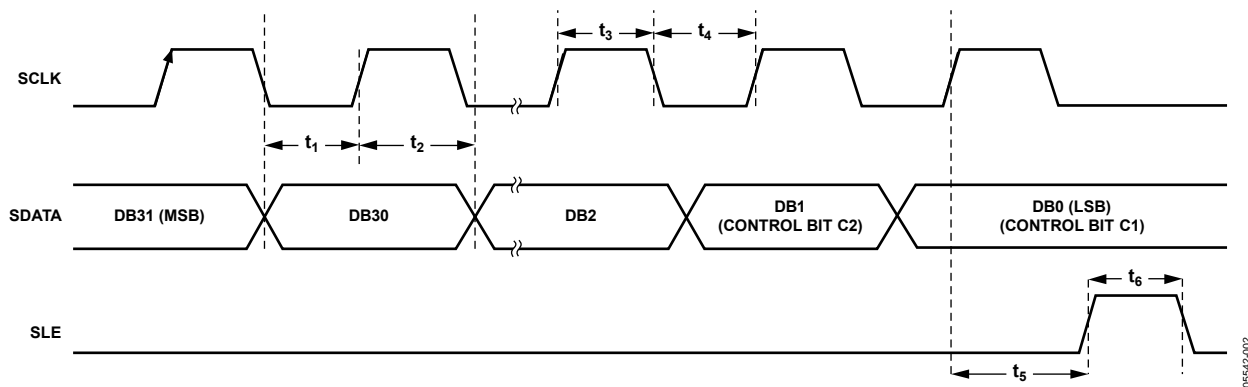 t3
t4
SCLK
t1
t2
SDATA
DB31 (MSB)
DB30
DB2
DB1
(CONTROL BIT C2)
DB0 (LSB)
(CONTROL BIT C1)
t6
SLE
t5
05542-002